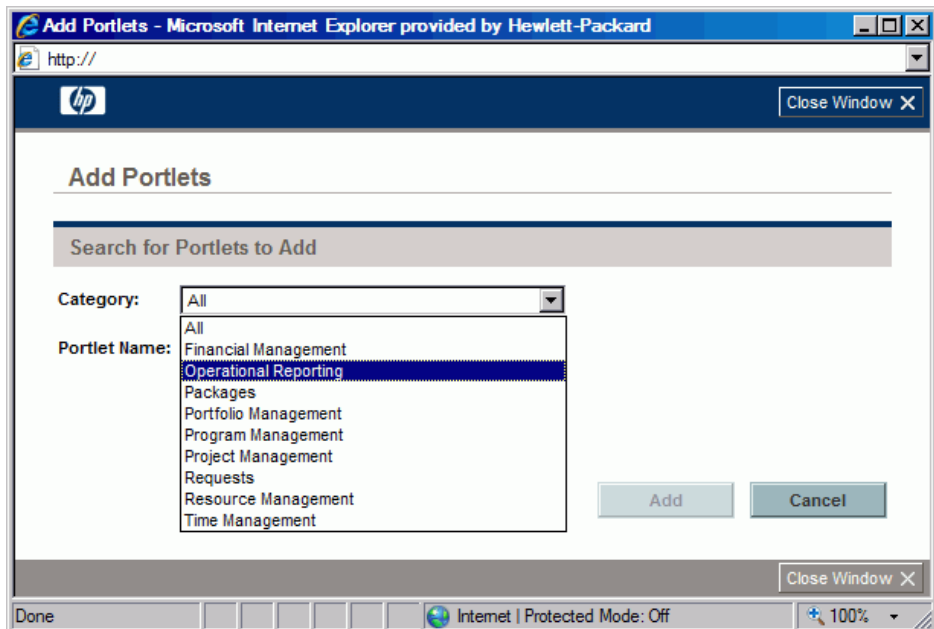 Add Portlets - Microsoft Internet Explorer provided by Hewlett-Packard
http://
hp
Close Window X
Add Portlets
Search for Portlets to Add
Category: All
All
Portlet Name: Financial Management
Operational Reporting
Packages
Portfolio Management
Program Management
Project Management
Requests
Resource Management
Time Management
Add Cancel
Close Window X
Done Internet | Protected Mode: Off 100%